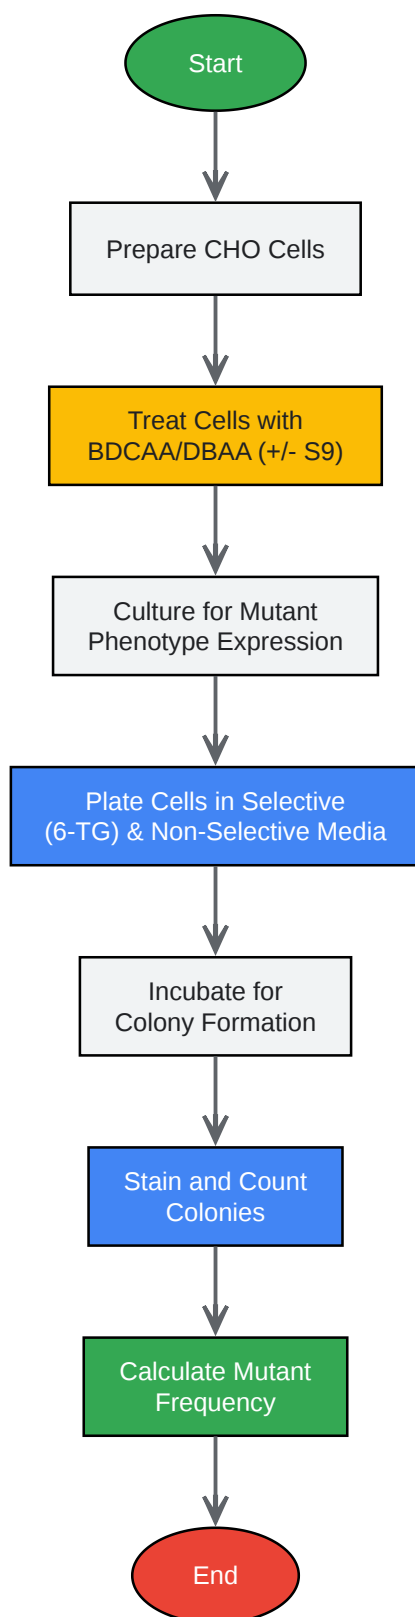 Start
Prepare CHO Cells
Treat Cells with
BDCAA/DBAA (+/- S9)
Culture for Mutant
Phenotype Expression
Plate Cells in Selective
(6-TG) & Non-Selective Media
Incubate for
Colony Formation
Stain and Count
Colonies
Calculate Mutant
Frequency
End